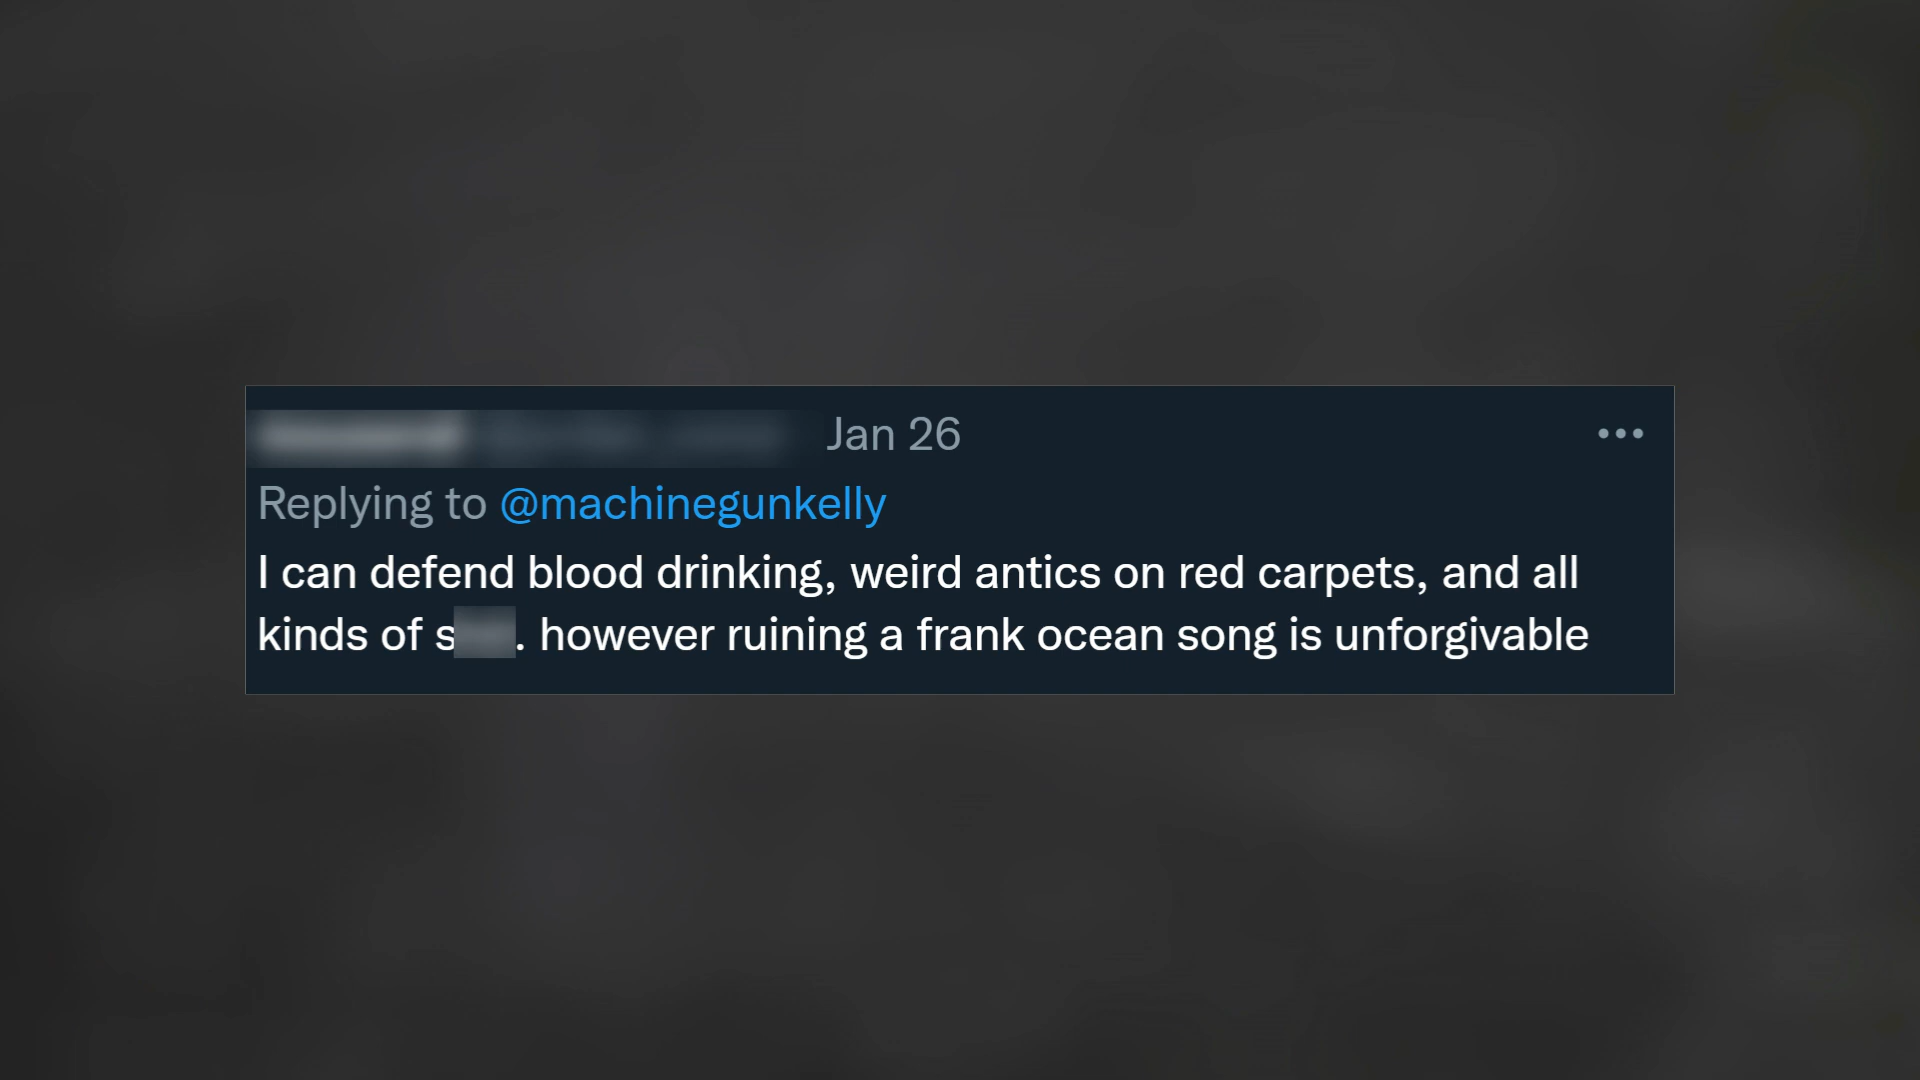 Jan 26
Replying to @machinegunkelly
I can defend blood drinking, weird antics on red carpets, and all
kinds of s . however ruining a frank ocean song is unforgivable